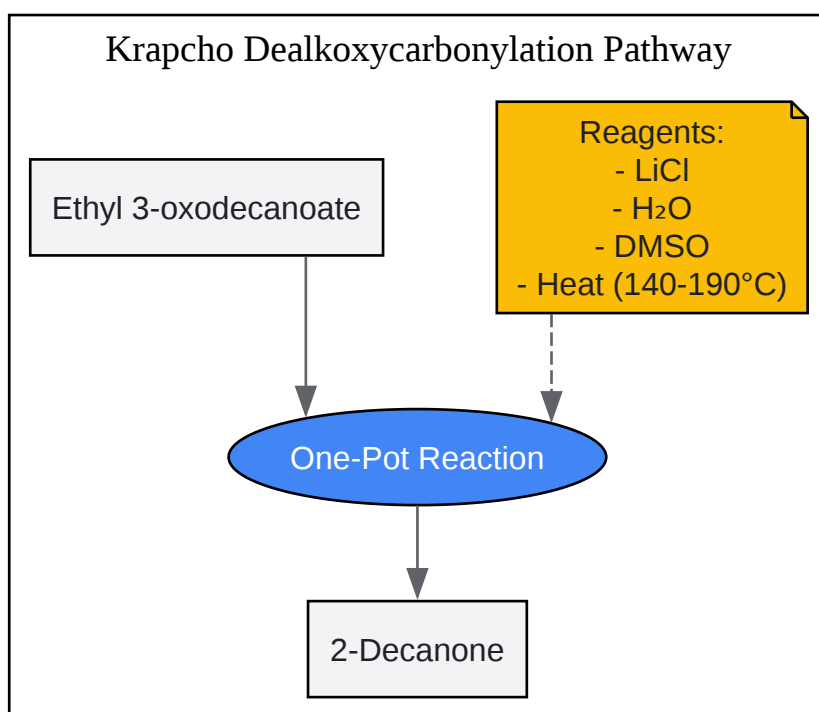 Krapcho Dealkoxycarbonylation Pathway
Reagents:
- LiCl
- H₂O
- DMSO
- Heat (140-190°C)
Ethyl 3-oxodecanoate
One-Pot Reaction
2-Decanone